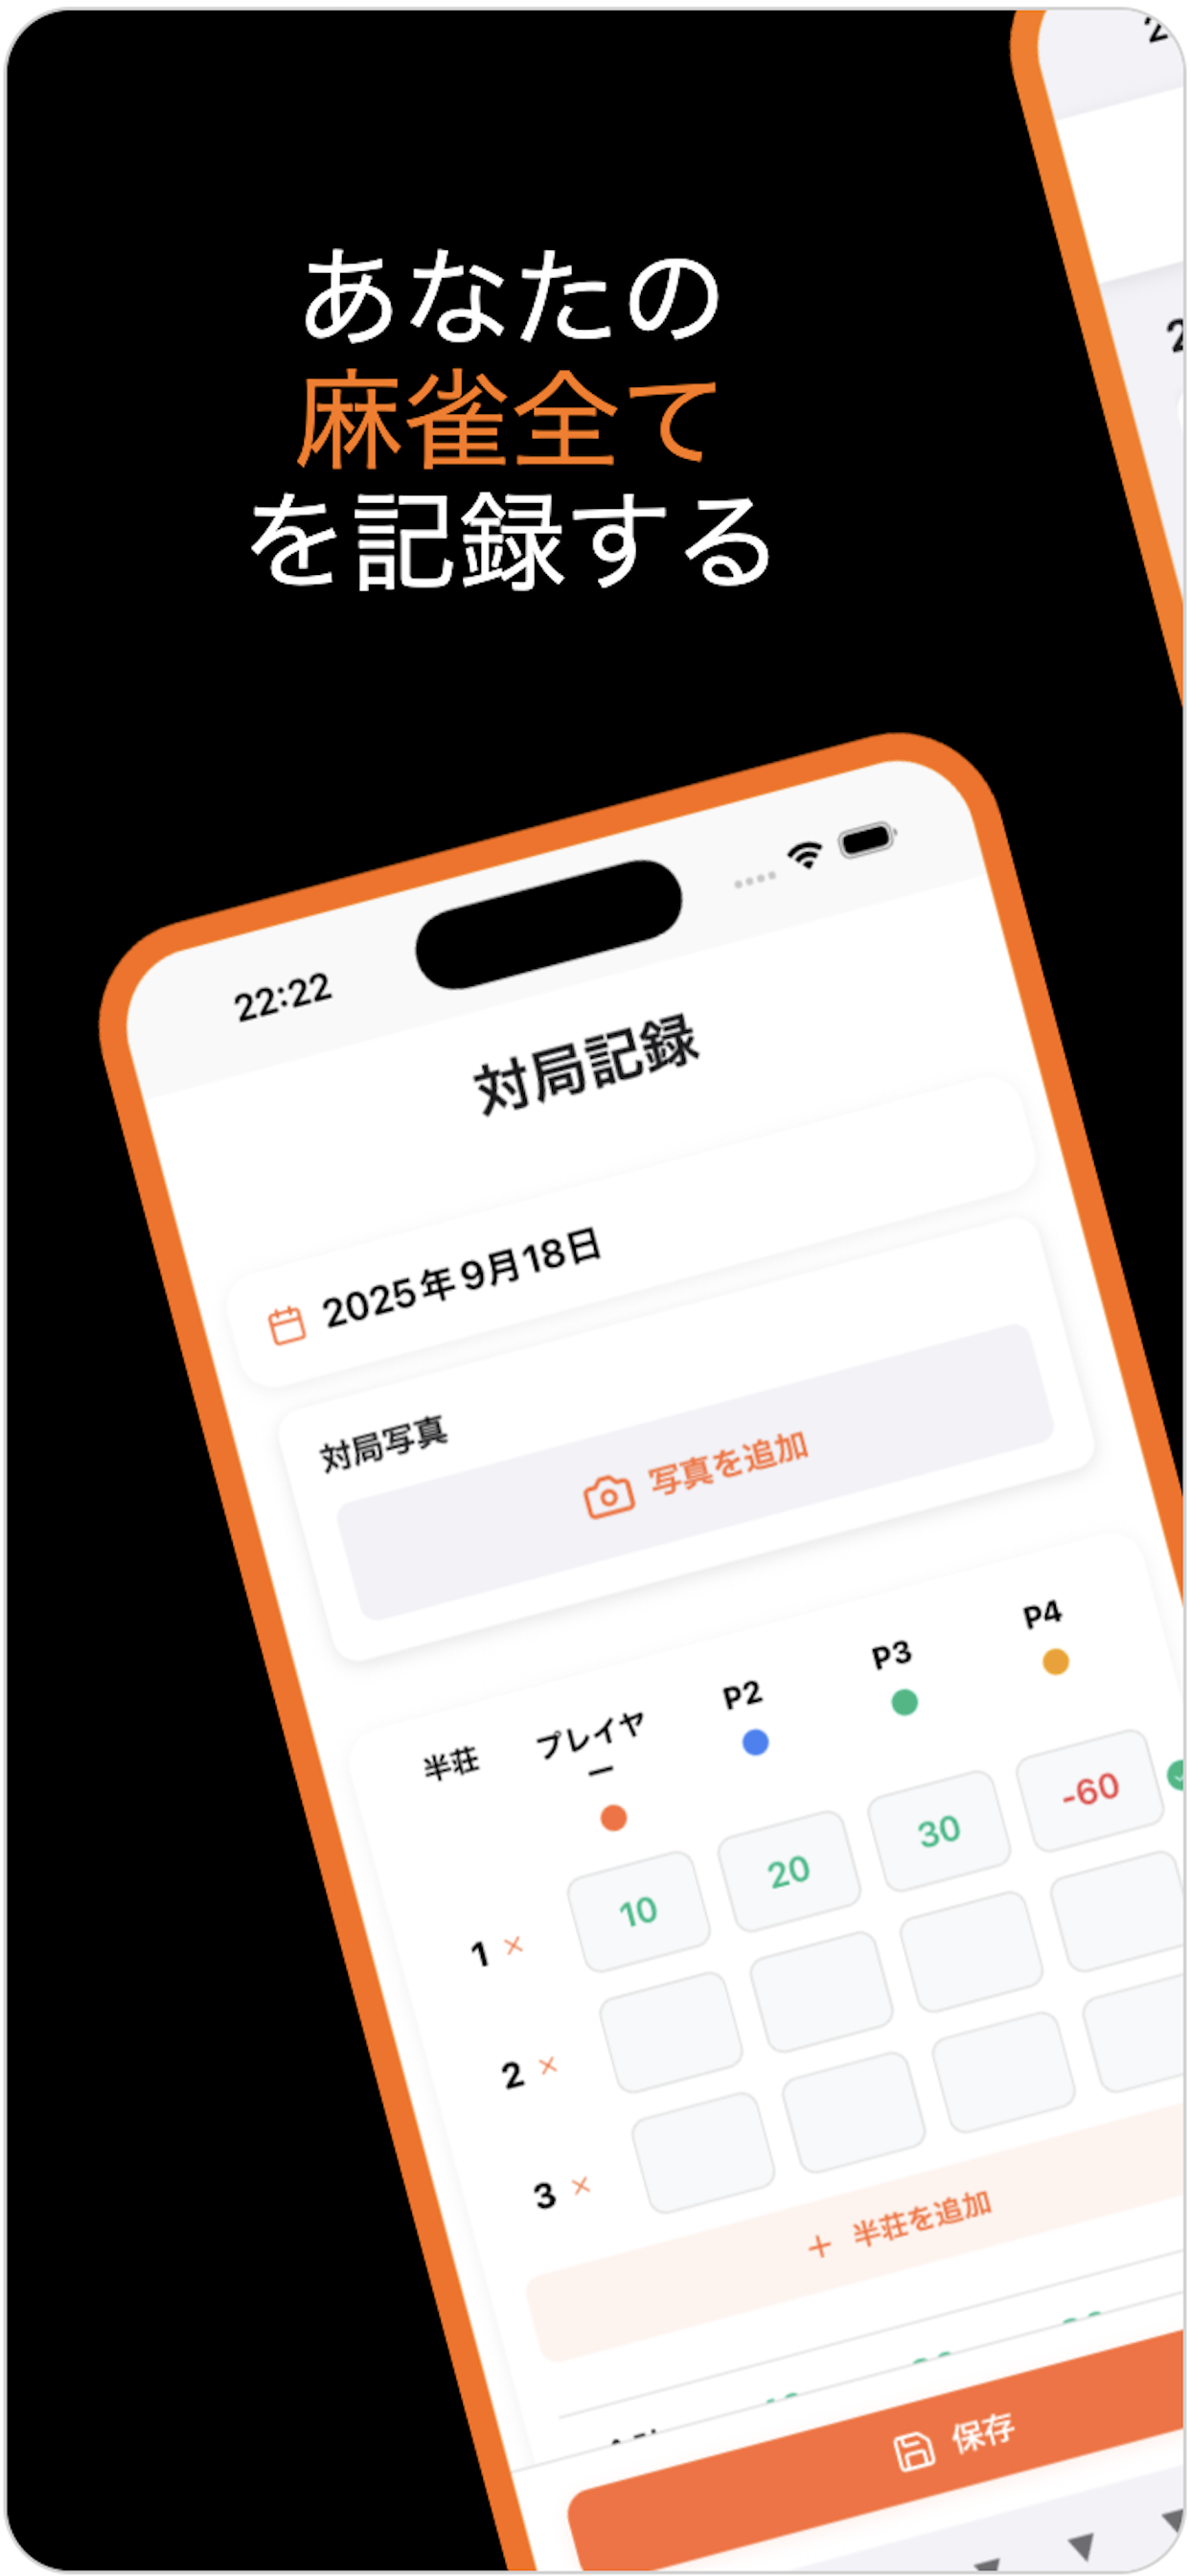 あなたの
麻雀全て
を記録する
22:22
対局記録
2025年9月18日
対局写真
写真を追加
半荘 プレイヤー P2 P3 P4
1 × 10 20 30 -60
2 ×
3 ×
+ 半荘を追加
保存